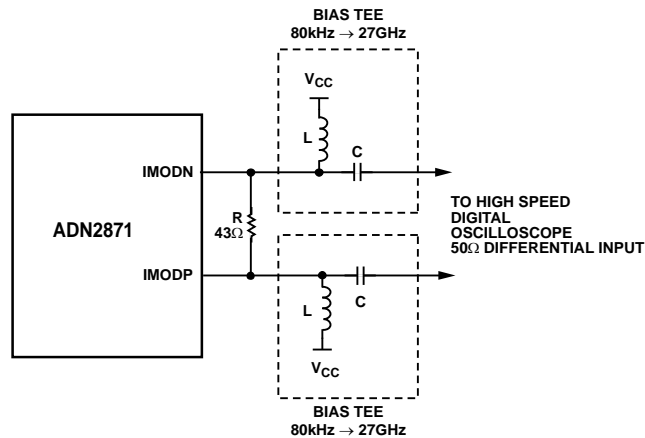 BIAS TEE
80kHz → 27GHz
VCC
L
C
IMODN
R
43Ω
ADN2871
TO HIGH SPEED
DIGITAL
OSCILLOSCOPE
50Ω DIFFERENTIAL INPUT
IMODP
C
L
VCC
BIAS TEE
80kHz → 27GHz